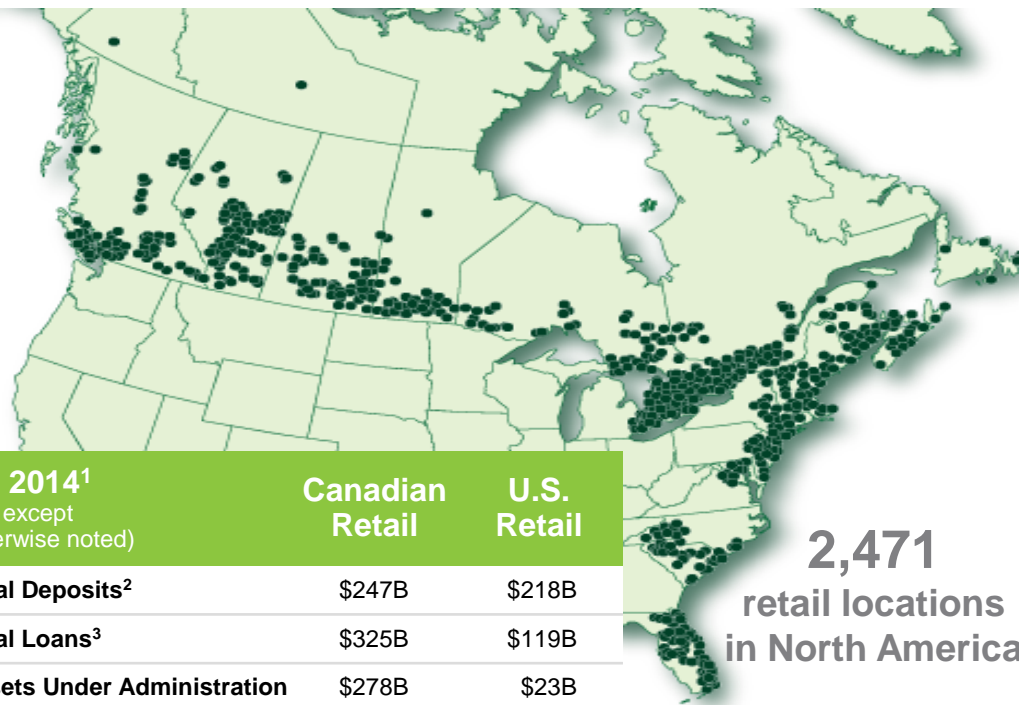 2014¹
except
erwise noted)
Canadian
Retail
U.S.
Retail
al Deposits² $247B $218B
al Loans³ $325B $119B
sets Under Administration $278B $23B
2,471
retail locations
in North America